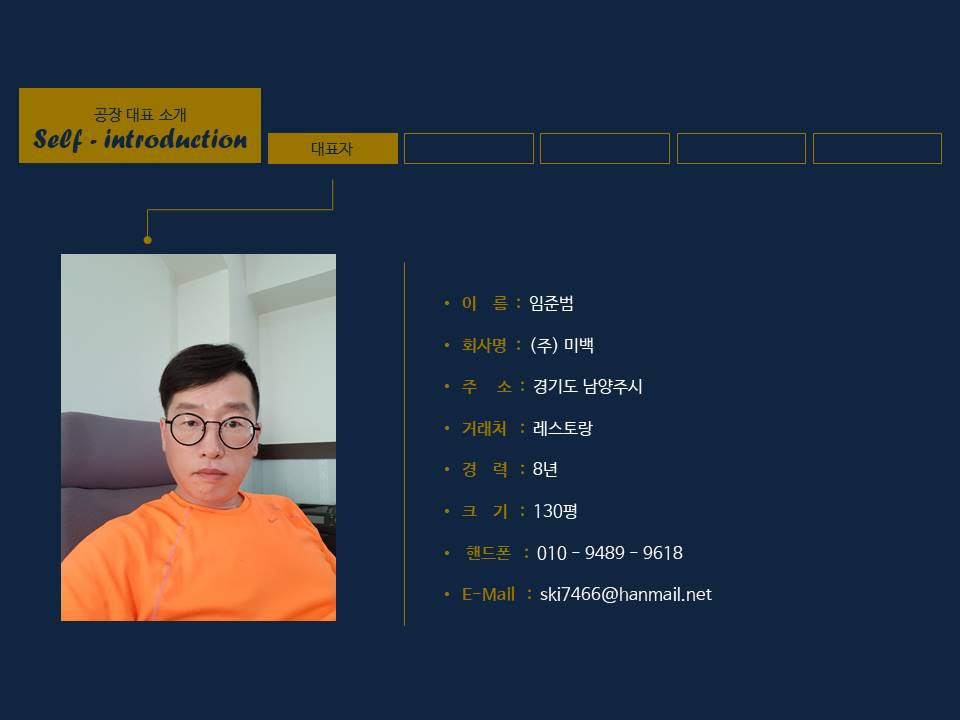 공장 대표 소개
Self - introduction
대표자
• 이 름 : 임준범
• 회사명 : (주) 미백
• 주 소 : 경기도 남양주시
• 거래처 : 레스토랑
• 경 력 : 8년
• 크 기 : 130평
• 핸드폰 : 010 - 9489 - 9618
• E-Mail : ski7466@hanmail.net